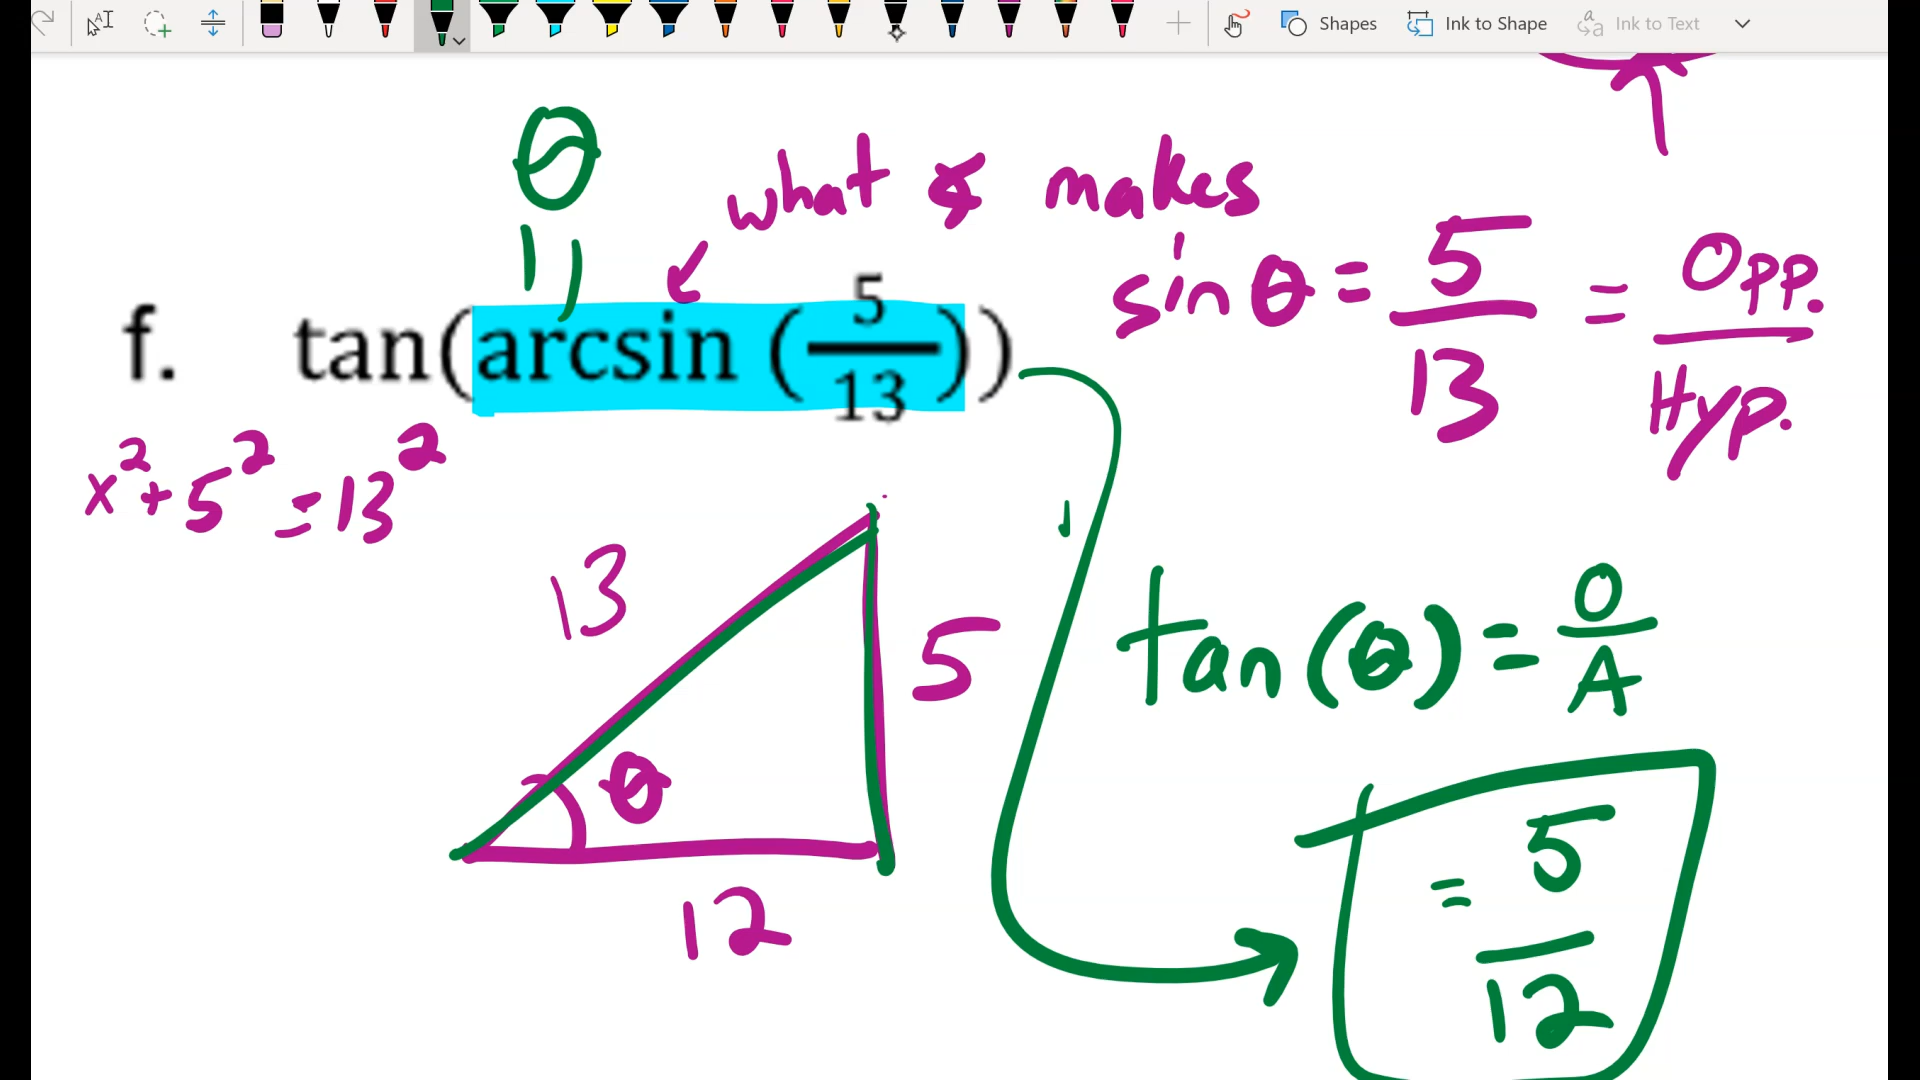 Shapes Ink to Shape Ink to Text
θ
what ∡ makes
sin θ = 5/13 = Opp./Hyp.
f. tan(arcsin (5/13))
x² + 5² = 13²
13
5
tan(θ) = O/A
θ
= 5/12
12